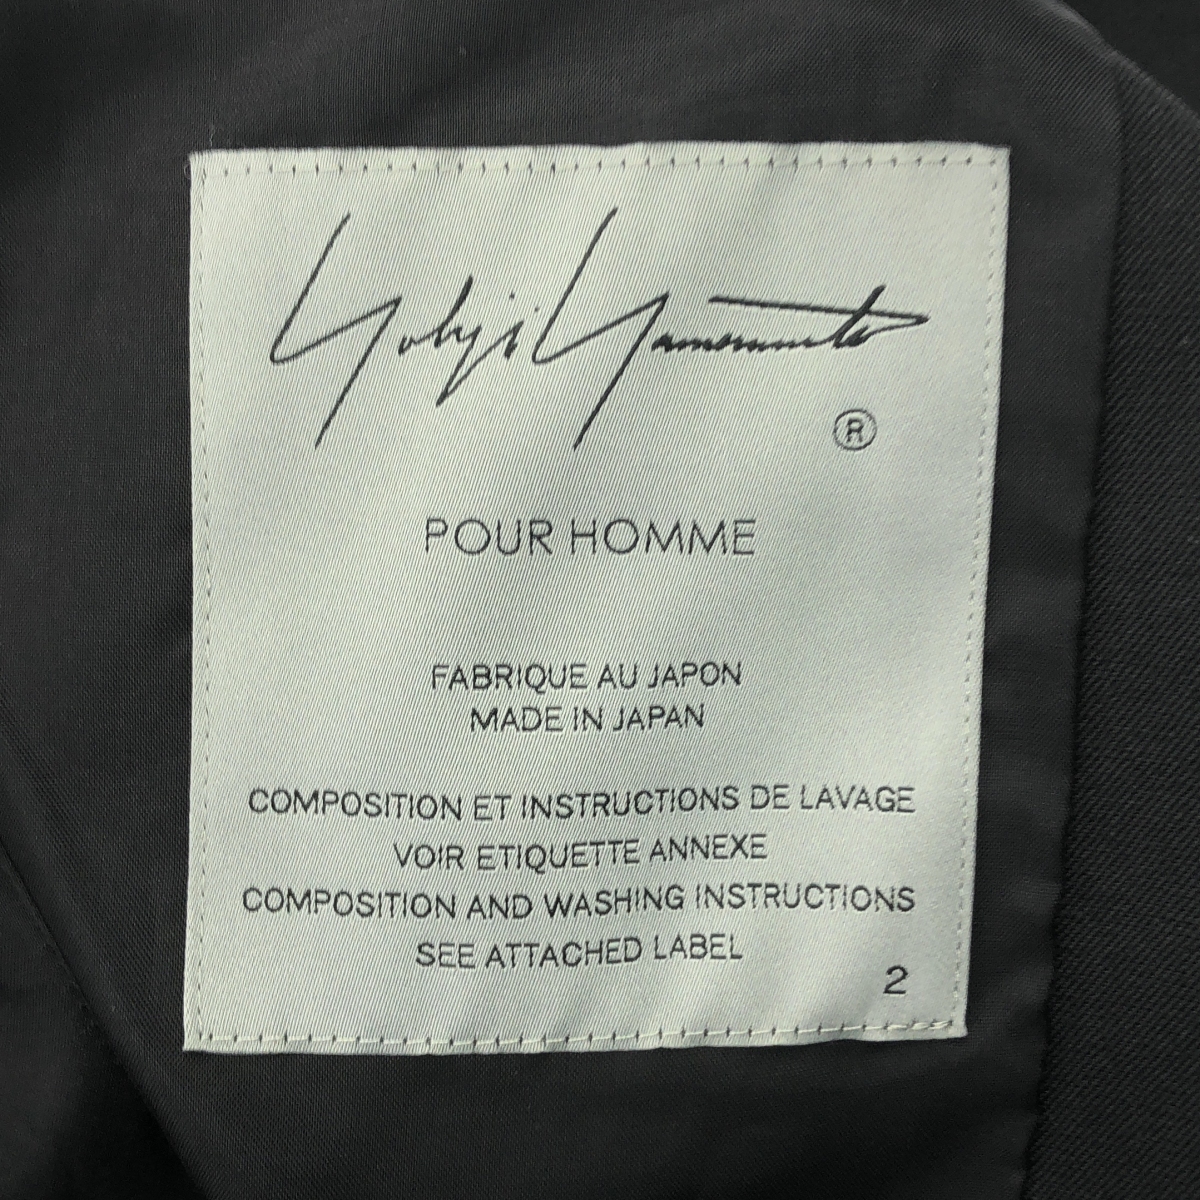 Yohji Yamamoto
®
POUR HOMME
FABRIQUE AU JAPON
MADE IN JAPAN
COMPOSITION ET INSTRUCTIONS DE LAVAGE
VOIR ETIQUETTE ANNEXE
COMPOSITION AND WASHING INSTRUCTIONS
SEE ATTACHED LABEL
2